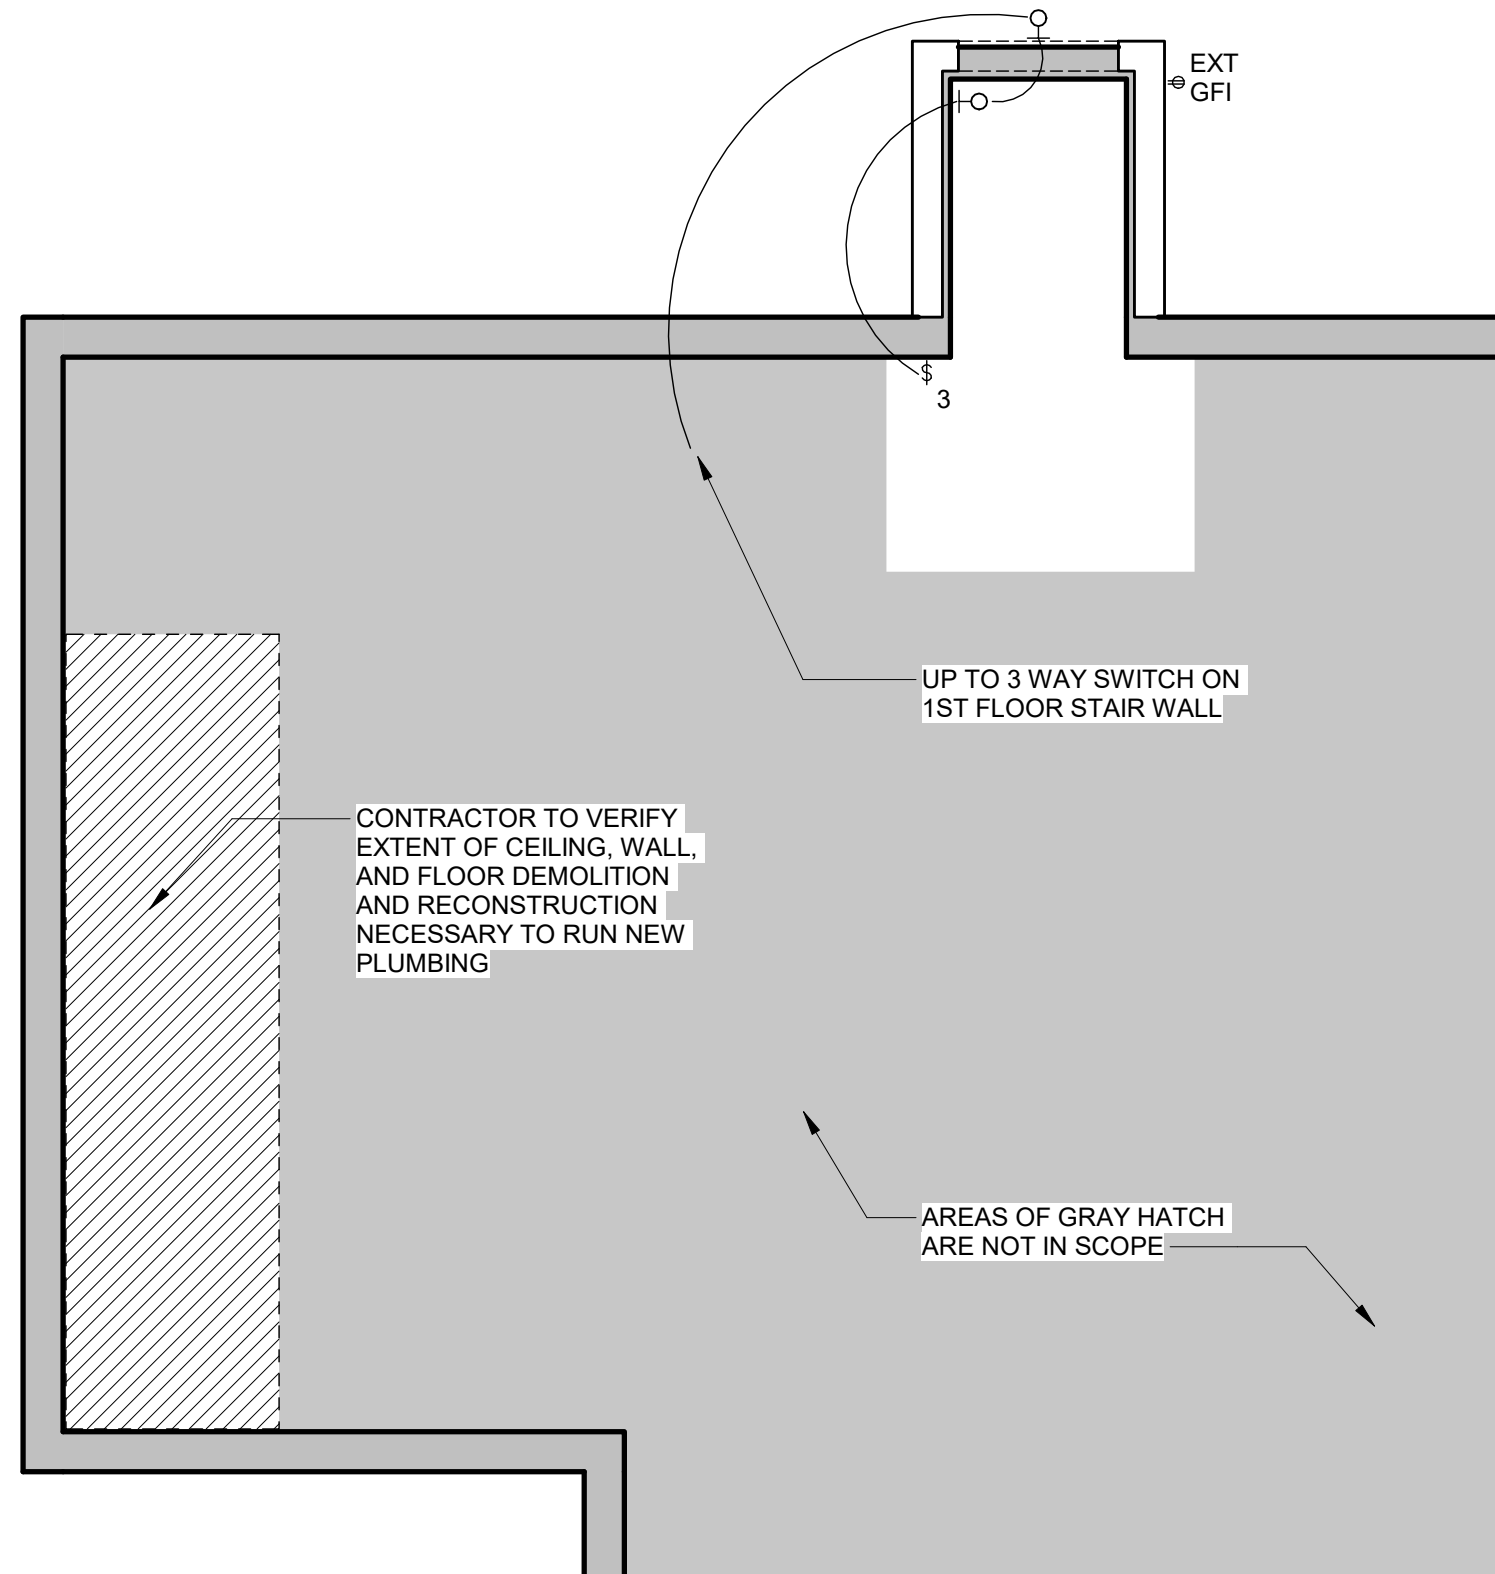 EXT
GFI
$
3
UP TO 3 WAY SWITCH ON
1ST FLOOR STAIR WALL
CONTRACTOR TO VERIFY
EXTENT OF CEILING, WALL,
AND FLOOR DEMOLITION
AND RECONSTRUCTION
NECESSARY TO RUN NEW
PLUMBING
AREAS OF GRAY HATCH
ARE NOT IN SCOPE